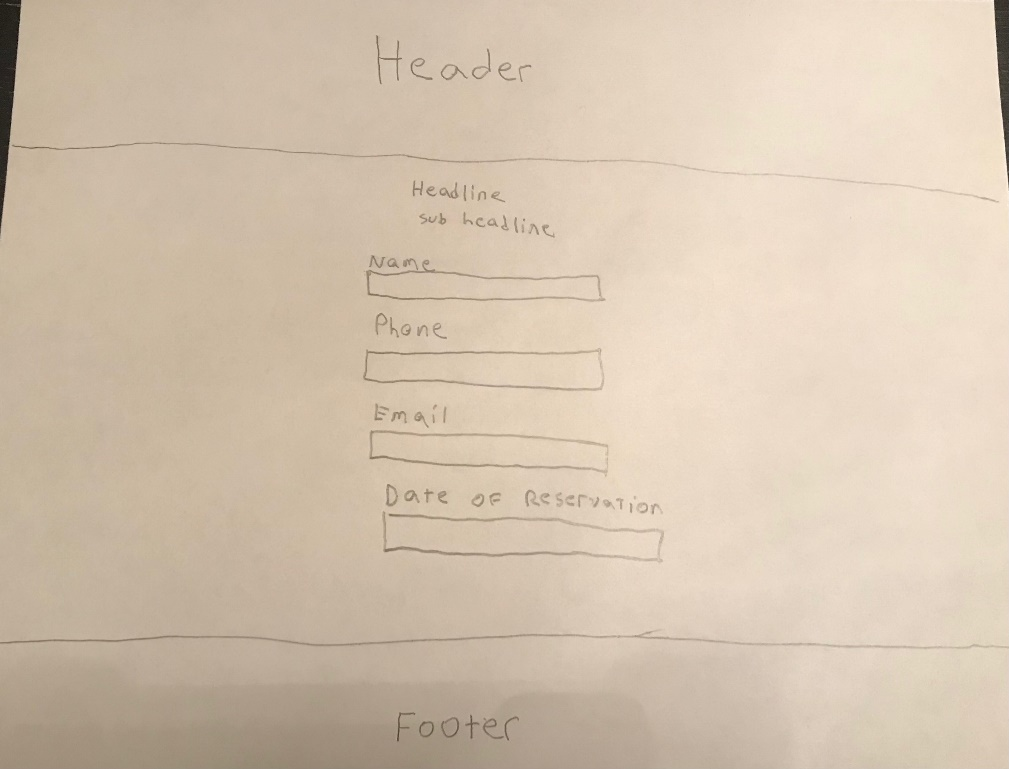 Header
Headline
sub headline
Name
Phone
Email
Date of Reservation
Footer